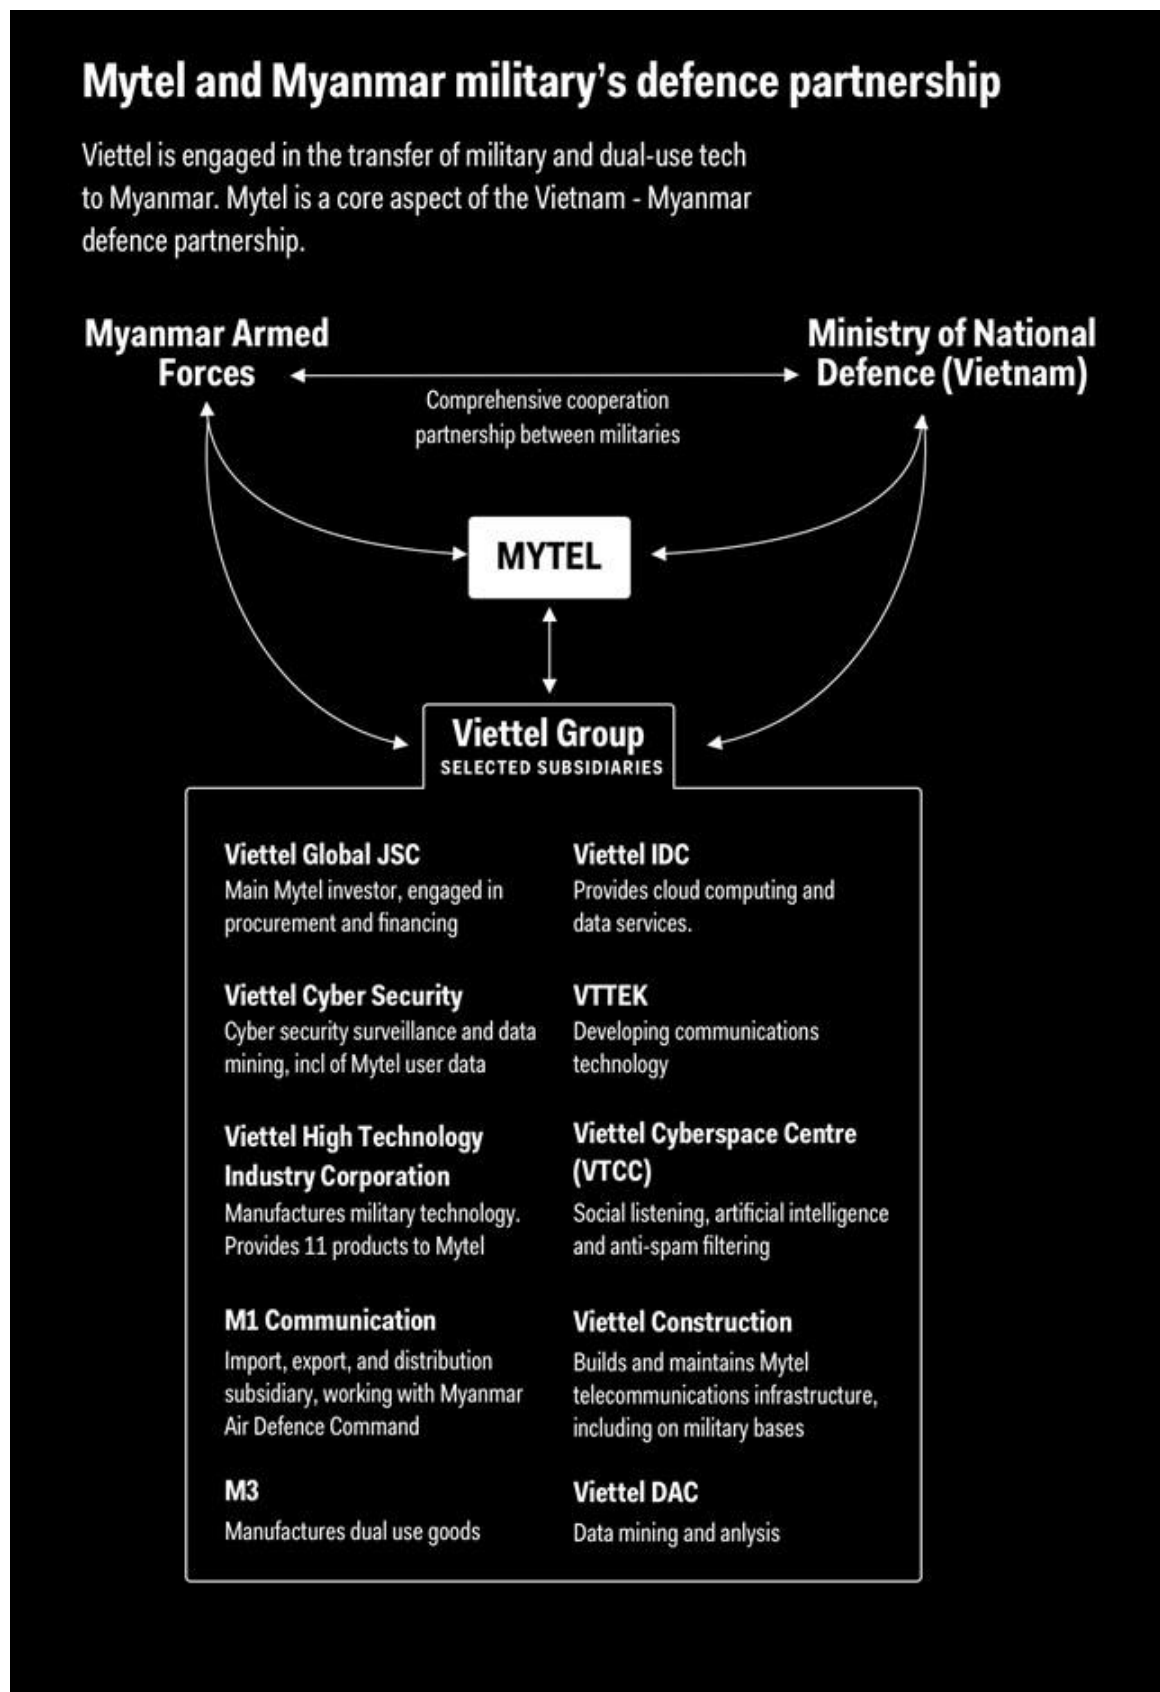 Mytel and Myanmar military's defence partnership
Viettel is engaged in the transfer of military and dual-use tech
to Myanmar. Mytel is a core aspect of the Vietnam - Myanmar
defence partnership.
Myanmar Armed
Forces
Ministry of National
Defence (Vietnam)
Comprehensive cooperation
partnership between militaries
MYTEL
Viettel Group
SELECTED SUBSIDIARIES
Viettel Global JSC
Main Mytel investor, engaged in
procurement and financing
Viettel IDC
Provides cloud computing and
data services.
Viettel Cyber Security
Cyber security surveillance and data
mining, incl of Mytel user data
VTTEK
Developing communications
technology
Viettel High Technology
Industry Corporation
Manufactures military technology.
Provides 11 products to Mytel
Viettel Cyberspace Centre
(VTCC)
Social listening, artificial intelligence
and anti-spam filtering
M1 Communication
Import, export, and distribution
subsidiary, working with Myanmar
Air Defence Command
Viettel Construction
Builds and maintains Mytel
telecommunications infrastructure,
including on military bases
M3
Manufactures dual use goods
Viettel DAC
Data mining and anlysis